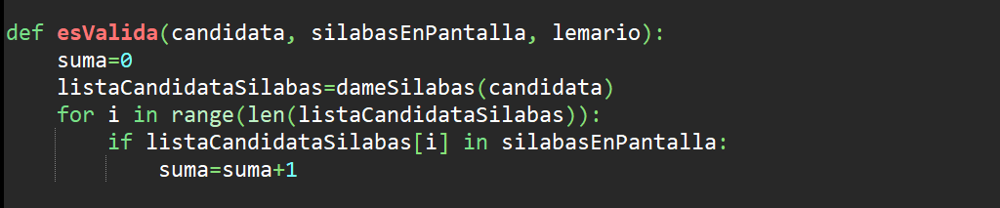 def esValida(candidata, silabasEnPantalla, lemario):
    suma=0
    listaCandidataSilabas=dameSilabas(candidata)
    for i in range(len(listaCandidataSilabas)):
        if listaCandidataSilabas[i] in silabasEnPantalla:
            suma=suma+1